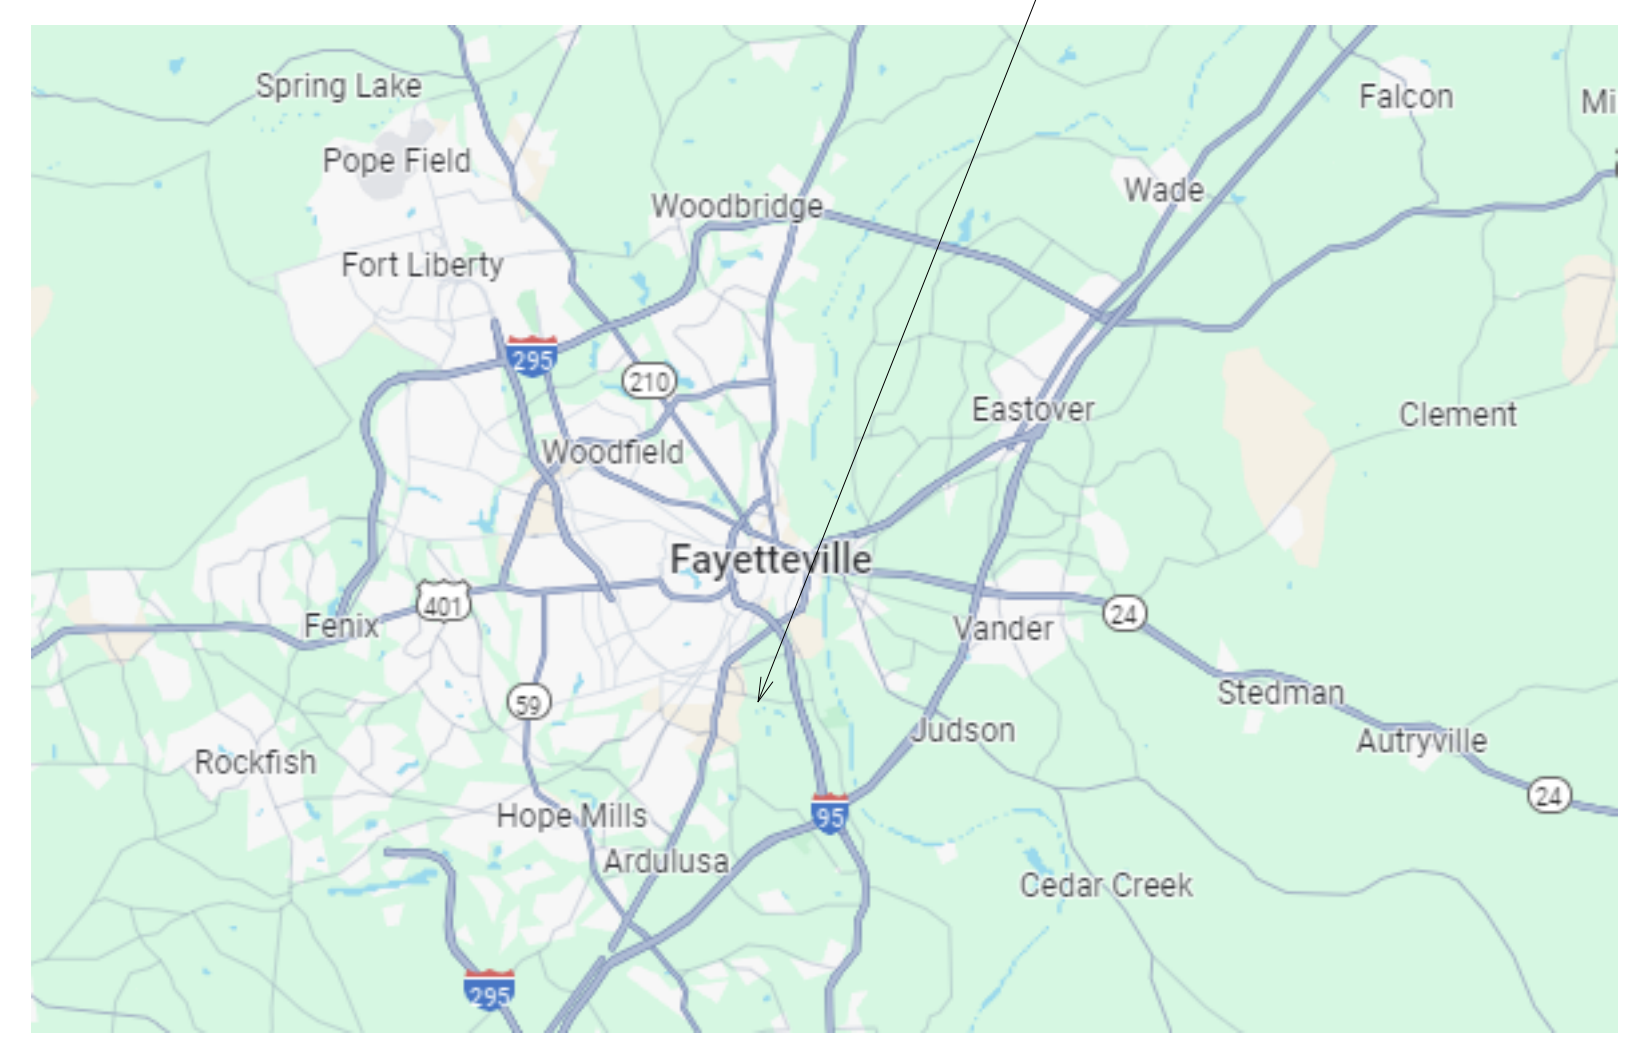 Spring Lake
Falcon
Mi
Pope Field
Wade
Woodbridge
Fort Liberty
295
210
Eastover
Clement
Woodfield
Fayetteville
401
24
Fenix
Vander
59
Stedman
Judson
Autryville
Rockfish
24
Hope Mills
95
Ardulusa
Cedar Creek
295